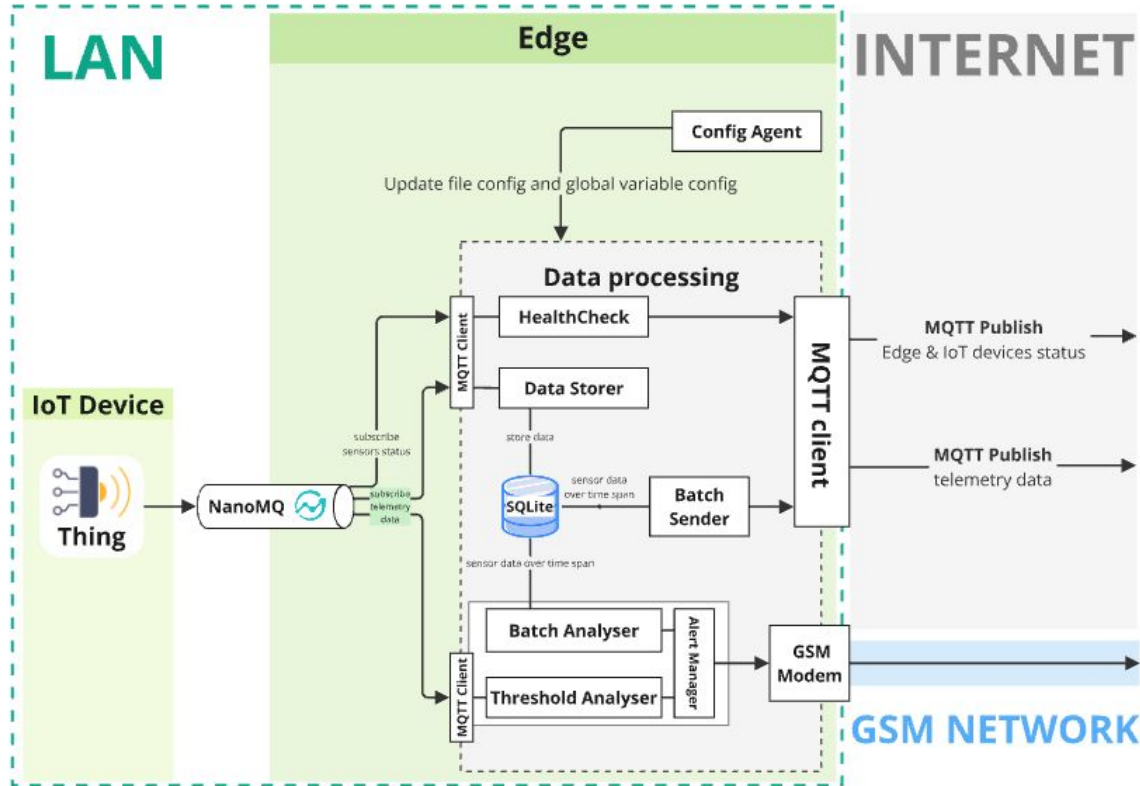 LAN
Edge
INTERNET
Config Agent
Update file config and global variable config
Data processing
MQTT Client
HealthCheck
Data Storer
MQTT client
MQTT Publish
Edge & IoT devices status
MQTT Publish
telemetry data
IoT Device
Thing
NanoMQ
subscribe
sensors status
subscribe
telemetry
data
store data
SQLite
sensor data
over time span
Batch
Sender
sensor data over time span
Batch Analyser
MQTT Client
Threshold Analyser
Alert Manager
GSM
Modem
GSM NETWORK